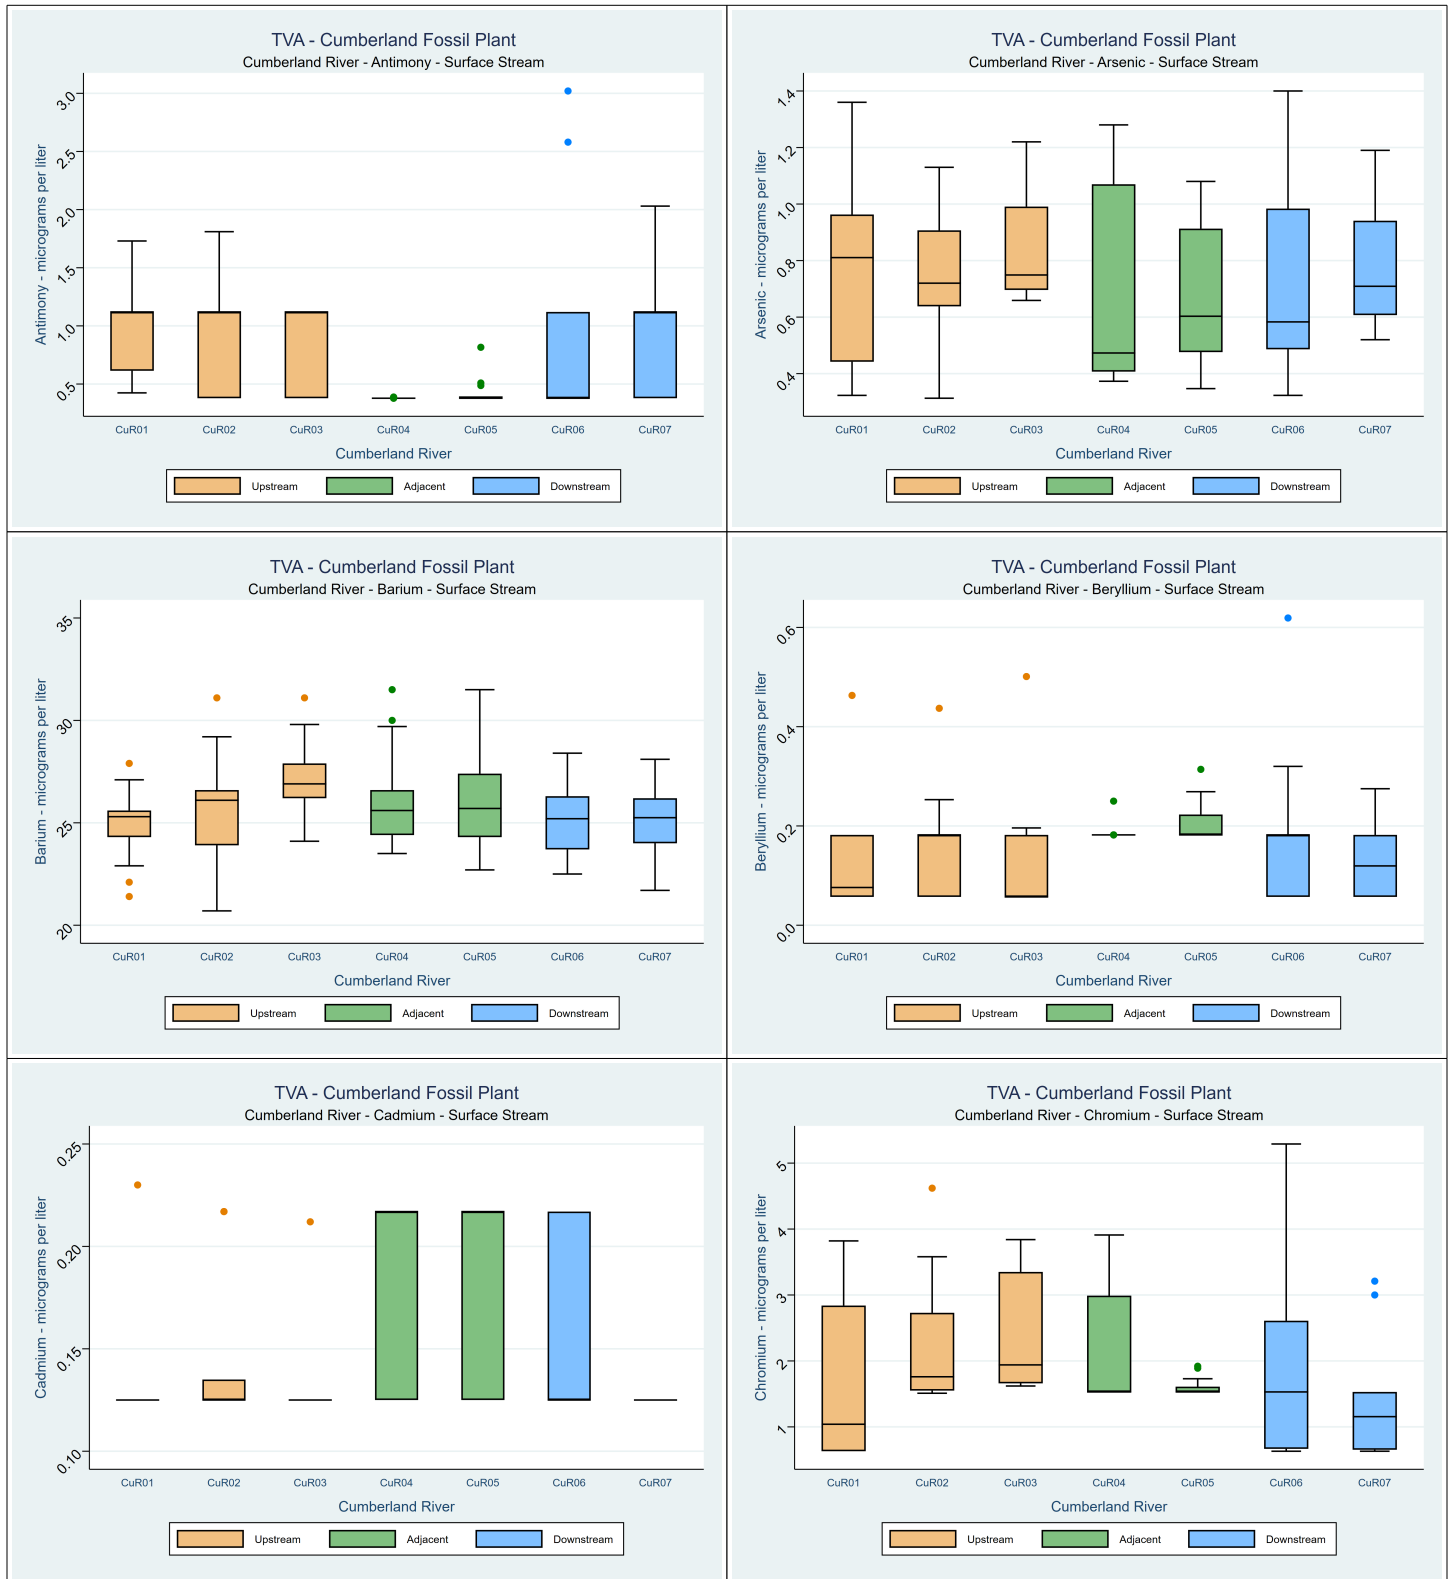 TVA - Cumberland Fossil Plant
Cumberland River - Antimony - Surface Stream
Antimony - micrograms per liter
3.0
2.5
2.0
1.5
1.0
0.5
CuR01 CuR02 CuR03 CuR04 CuR05 CuR06 CuR07
Cumberland River
Upstream Adjacent Downstream
TVA - Cumberland Fossil Plant
Cumberland River - Arsenic - Surface Stream
Arsenic - micrograms per liter
1.4
1.2
1.0
0.8
0.6
0.4
CuR01 CuR02 CuR03 CuR04 CuR05 CuR06 CuR07
Cumberland River
Upstream Adjacent Downstream
TVA - Cumberland Fossil Plant
Cumberland River - Barium - Surface Stream
Barium - micrograms per liter
35
30
25
20
CuR01 CuR02 CuR03 CuR04 CuR05 CuR06 CuR07
Cumberland River
Upstream Adjacent Downstream
TVA - Cumberland Fossil Plant
Cumberland River - Beryllium - Surface Stream
Beryllium - micrograms per liter
0.6
0.4
0.2
0.0
CuR01 CuR02 CuR03 CuR04 CuR05 CuR06 CuR07
Cumberland River
Upstream Adjacent Downstream
TVA - Cumberland Fossil Plant
Cumberland River - Cadmium - Surface Stream
Cadmium - micrograms per liter
0.25
0.20
0.15
0.10
CuR01 CuR02 CuR03 CuR04 CuR05 CuR06 CuR07
Cumberland River
Upstream Adjacent Downstream
TVA - Cumberland Fossil Plant
Cumberland River - Chromium - Surface Stream
Chromium - micrograms per liter
5
4
3
2
1
CuR01 CuR02 CuR03 CuR04 CuR05 CuR06 CuR07
Cumberland River
Upstream Adjacent Downstream